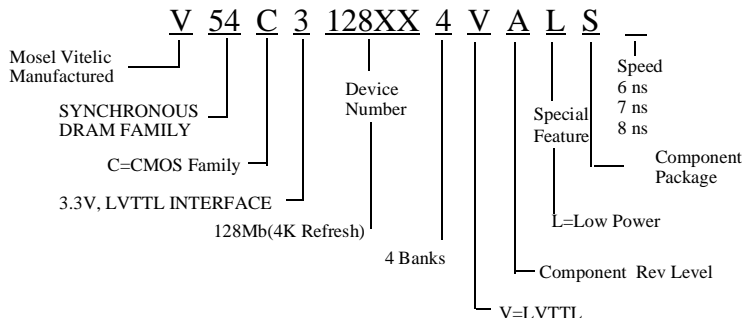 V 54 C 3 128XX 4 V A L S
Mosel Vitelic
Manufactured
SYNCHRONOUS
DRAM FAMILY
C=CMOS Family
3.3V, LVTTL INTERFACE
Device
Number
128Mb(4K Refresh)
4 Banks
V=LVTTL
Component Rev Level
Special
Feature
L=Low Power
Component
Package
Speed
6 ns
7 ns
8 ns